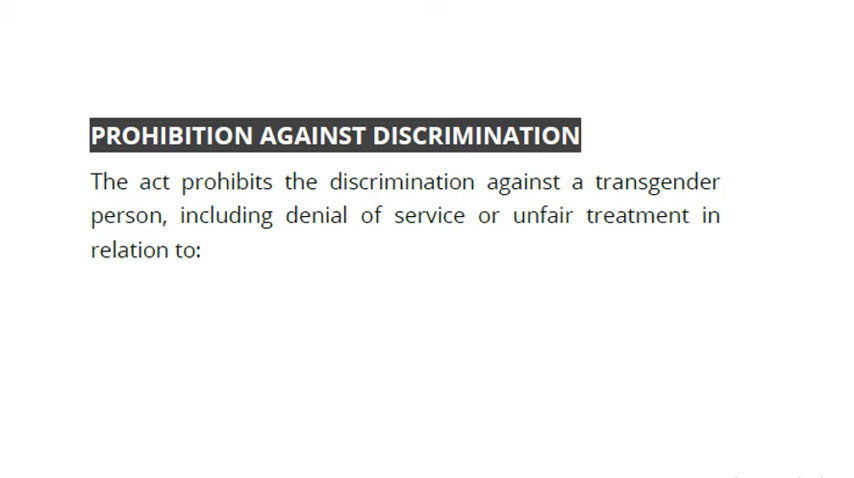 PROHIBITION AGAINST DISCRIMINATION
The act prohibits the discrimination against a transgender
person, including denial of service or unfair treatment in
relation to: